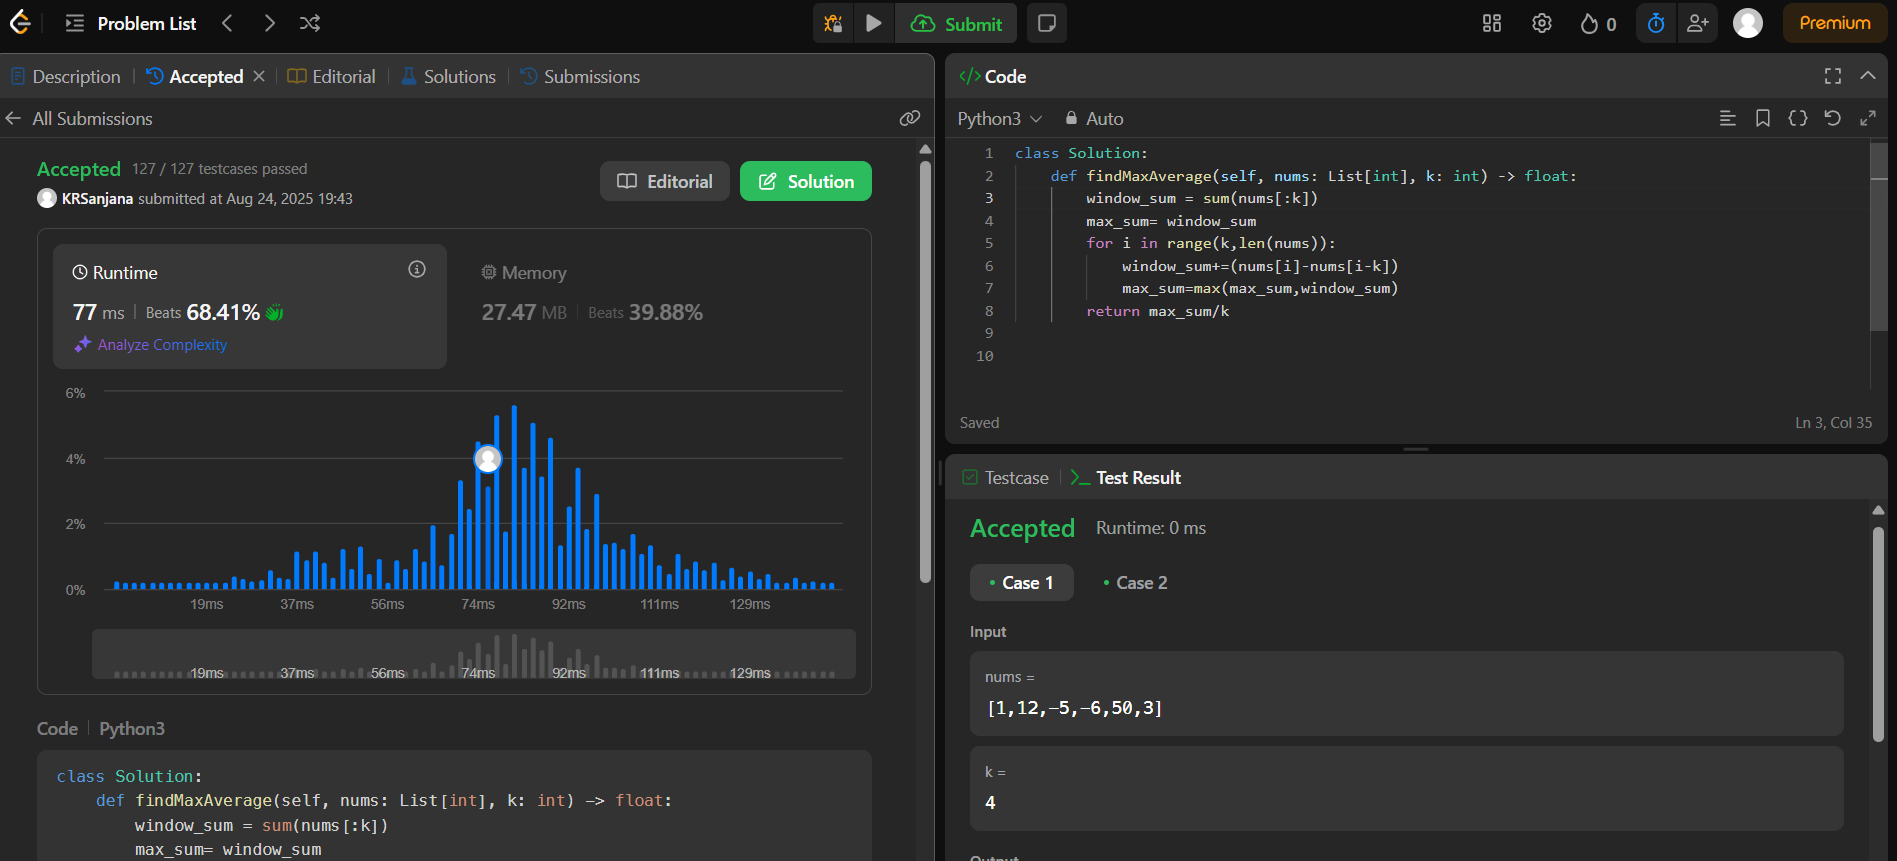 Problem List
Submit
0
Premium
Description
Accepted
Editorial
Solutions
Submissions
All Submissions
Accepted 127 / 127 testcases passed
KRSanjana submitted at Aug 24, 2025 19:43
Editorial
Solution
Runtime
77 ms | Beats 68.41%
Analyze Complexity
Memory
27.47 MB | Beats 39.88%
6%
4%
2%
0%
19ms 37ms 56ms 74ms 92ms 111ms 129ms
19ms 37ms 56ms 74ms 92ms 111ms 129ms
Code | Python3
class Solution:
    def findMaxAverage(self, nums: List[int], k: int) -> float:
        window_sum = sum(nums[:k])
        max_sum= window_sum
</> Code
Python3
Auto
1 class Solution:
2     def findMaxAverage(self, nums: List[int], k: int) -> float:
3         window_sum = sum(nums[:k])
4         max_sum= window_sum
5         for i in range(k,len(nums)):
6             window_sum+=(nums[i]-nums[i-k])
7             max_sum=max(max_sum,window_sum)
8         return max_sum/k
9
10
Saved
Ln 3, Col 35
Testcase
Test Result
Accepted Runtime: 0 ms
• Case 1
• Case 2
Input
nums =
[1,12,-5,-6,50,3]
k =
4
Output